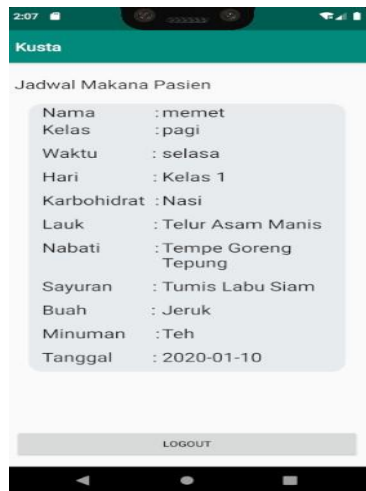 2:07
Kusta
Jadwal Makana Pasien
Nama : memet
Kelas : pagi
Waktu : selasa
Hari : Kelas 1
Karbohidrat : Nasi
Lauk : Telur Asam Manis
Nabati : Tempe Goreng
Tepung
Sayuran : Tumis Labu Siam
Buah : Jeruk
Minuman :Teh
Tanggal : 2020-01-10
LOGOUT